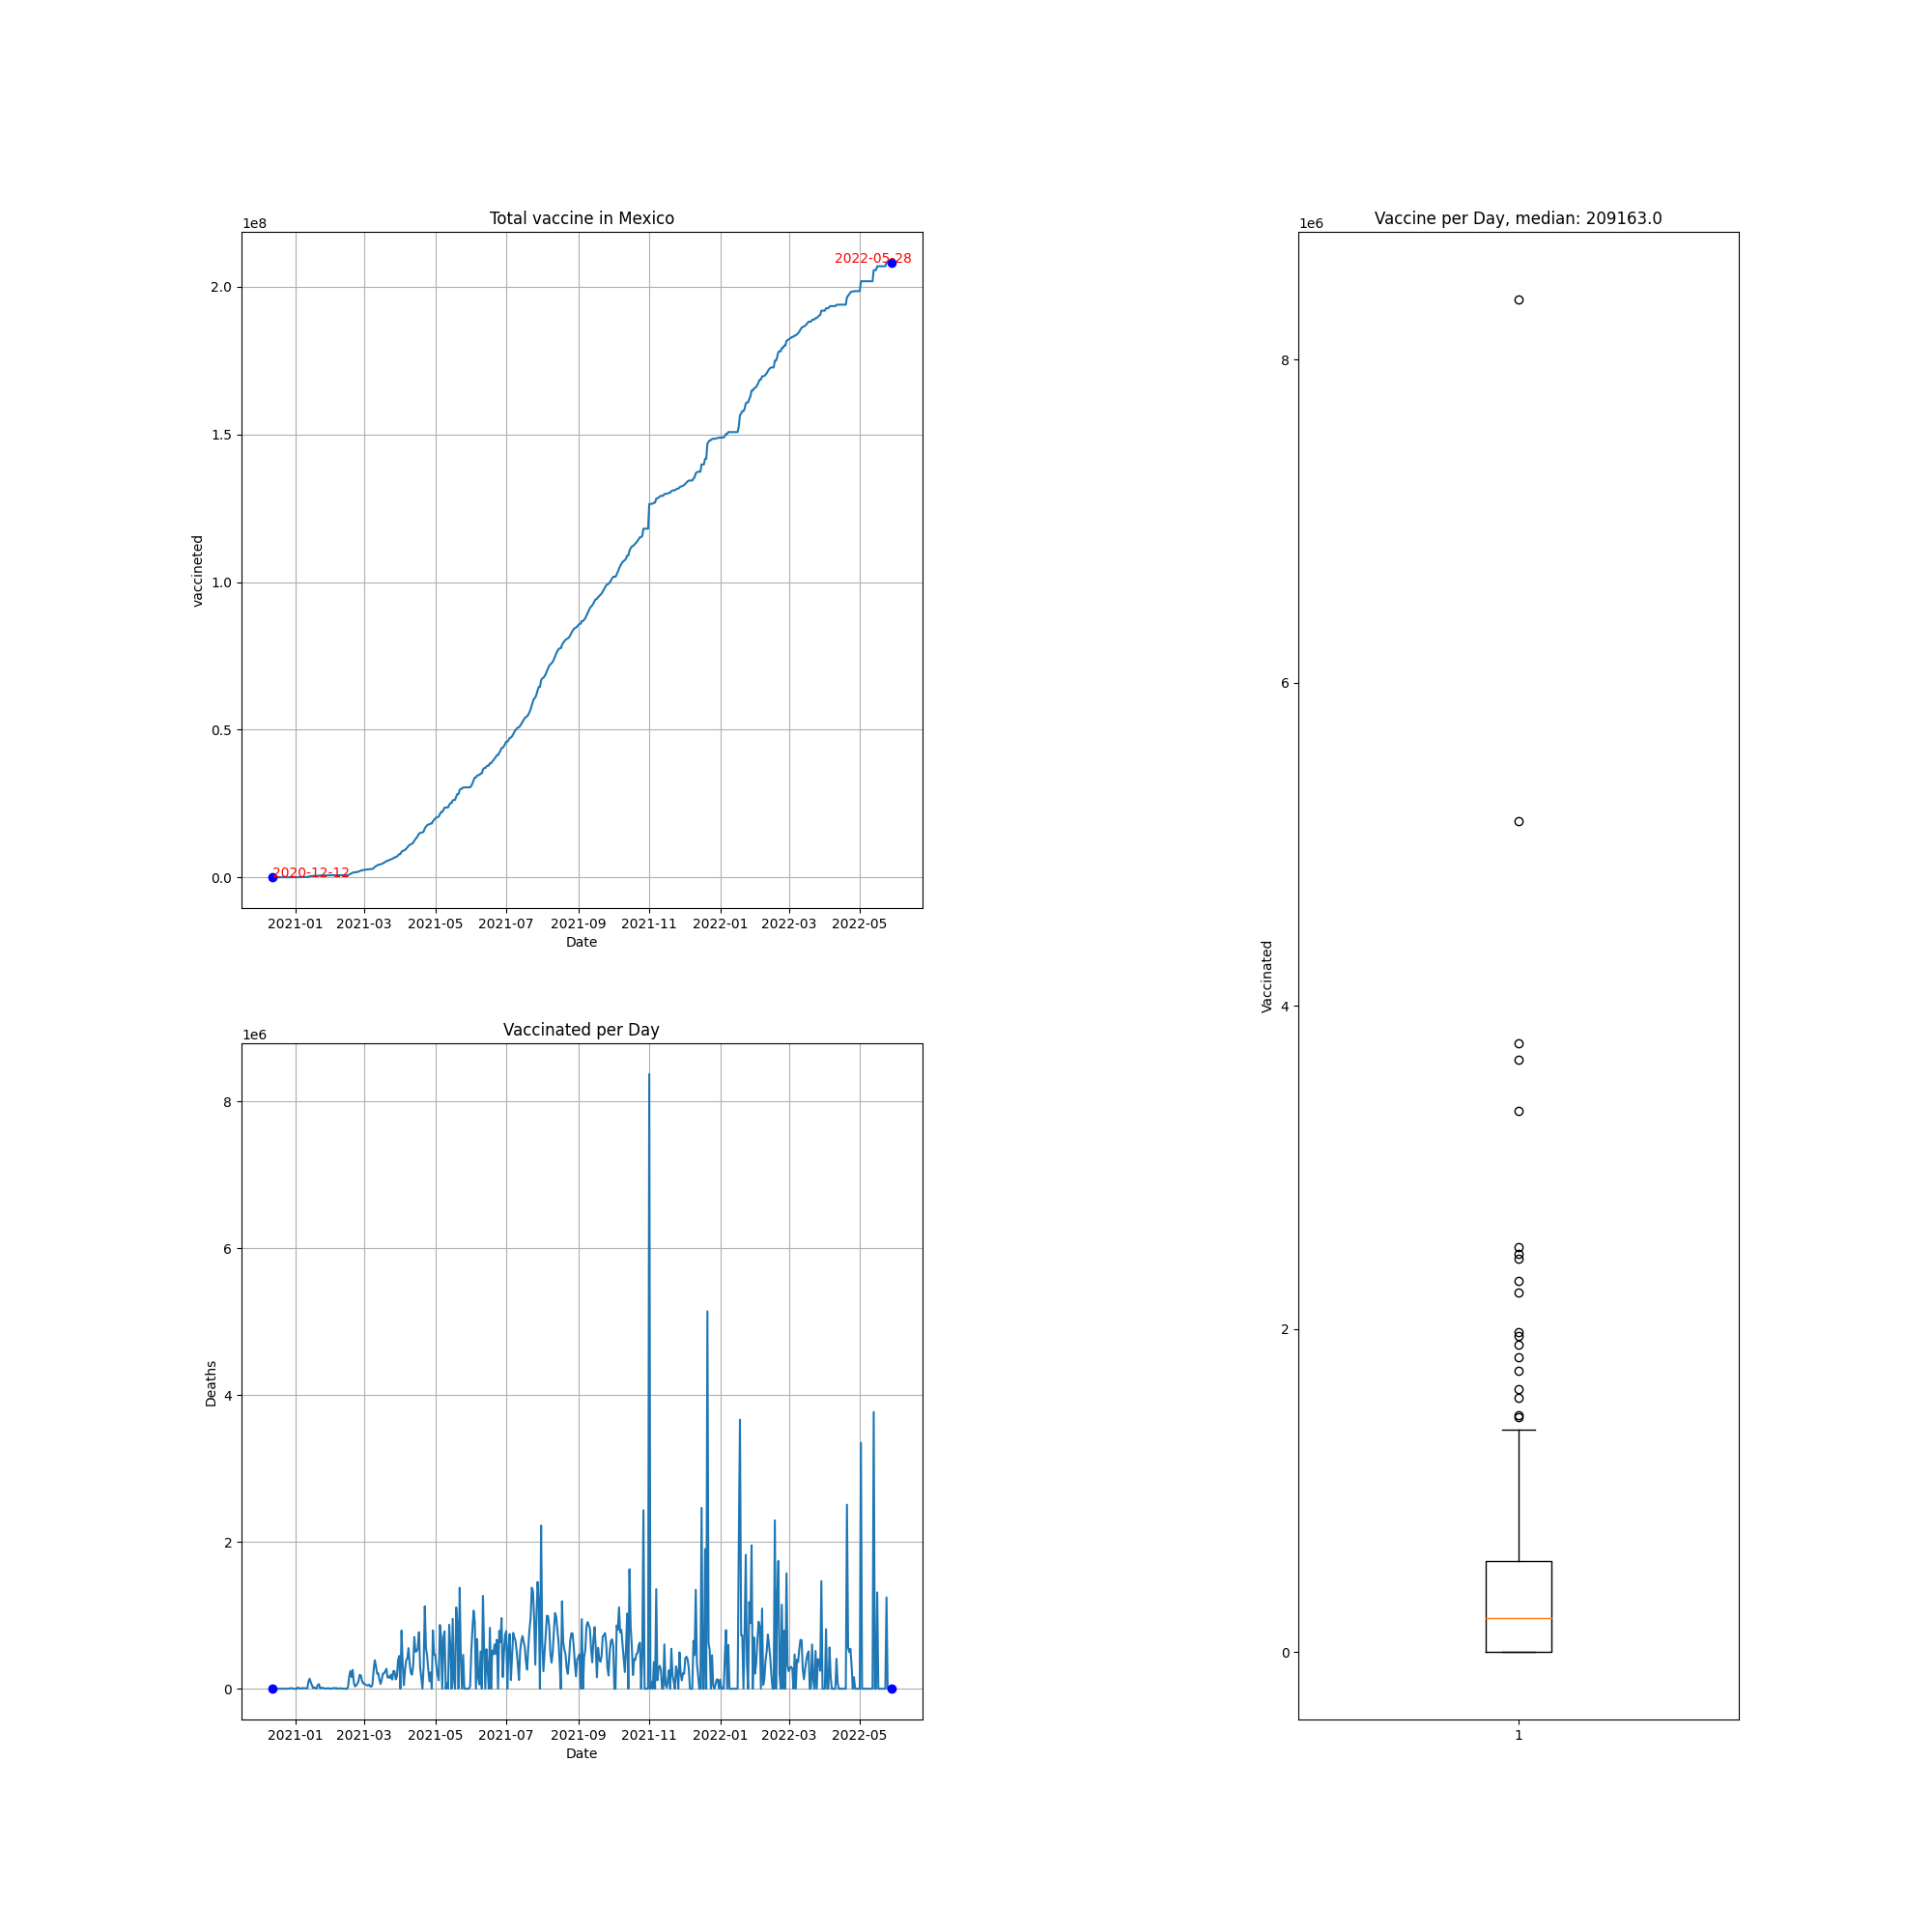 Total vaccine in Mexico
1e8
2022-05-28
2.0
1.5
1.0
0.5
0.0
vaccineted
2020-12-12
2021-01 2021-03 2021-05 2021-07 2021-09 2021-11 2022-01 2022-03 2022-05
Date
Vaccinated per Day
1e6
8
6
4
2
0
Deaths
2021-01 2021-03 2021-05 2021-07 2021-09 2021-11 2022-01 2022-03 2022-05
Date
Vaccine per Day, median: 209163.0
1e6
8
6
4
2
0
Vaccinated
1